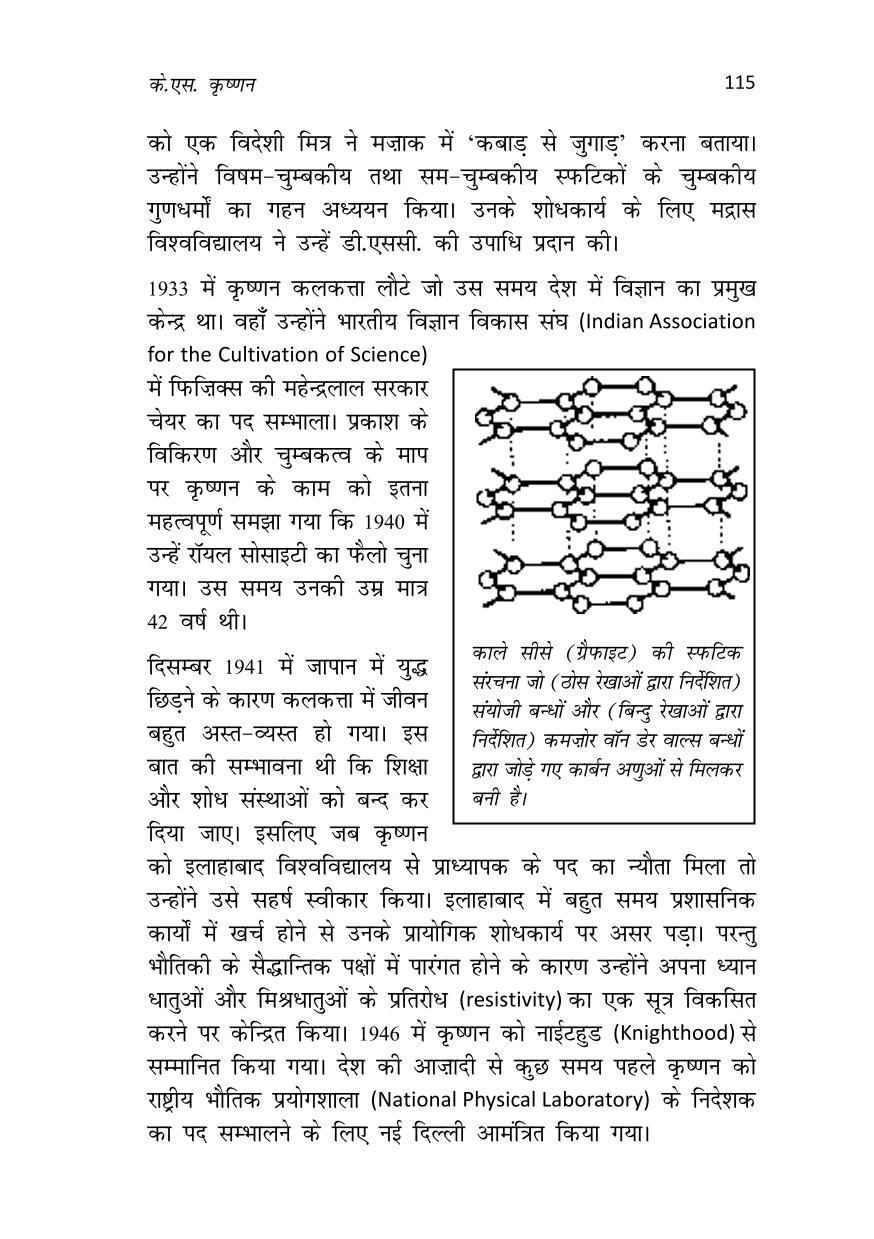 के.एस. कृष्णन 115
को एक विदेशी मित्र ने मज़ाक में ‘कबाड़ से जुगाड़’ करना बताया।
उन्होंने विषम-चुम्बकीय तथा सम-चुम्बकीय स्फटिकों के चुम्बकीय
गुणधर्मों का गहन अध्ययन किया। उनके शोधकार्य के लिए मद्रास
विश्वविद्यालय ने उन्हें डी.एससी. की उपाधि प्रदान की।
1933 में कृष्णन कलकत्ता लौटे जो उस समय देश में विज्ञान का प्रमुख
केन्द्र था। वहाँ उन्होंने भारतीय विज्ञान विकास संघ (Indian Association
for the Cultivation of Science)
में फिज़िक्स की महेन्द्रलाल सरकार
चेयर का पद सम्भाला। प्रकाश के
विकिरण और चुम्बकत्व के माप
पर कृष्णन के काम को इतना
महत्वपूर्ण समझा गया कि 1940 में
उन्हें रॉयल सोसाइटी का फैलो चुना
गया। उस समय उनकी उम्र मात्र
42 वर्ष थी।
दिसम्बर 1941 में जापान में युद्ध
छिड़ने के कारण कलकत्ता में जीवन
बहुत अस्त-व्यस्त हो गया। इस
बात की सम्भावना थी कि शिक्षा
और शोध संस्थाओं को बन्द कर
दिया जाए। इसलिए जब कृष्णन
काले सीसे (ग्रैफाइट) की स्फटिक
संरचना जो (ठोस रेखाओं द्वारा निर्देशित)
संयोजी बन्धों और (बिन्दु रेखाओं द्वारा
निर्देशित) कमज़ोर वॉन डेर वाल्स बन्धों
द्वारा जोड़े गए कार्बन अणुओं से मिलकर
बनी है।
को इलाहाबाद विश्वविद्यालय से प्राध्यापक के पद का न्यौता मिला तो
उन्होंने उसे सहर्ष स्वीकार किया। इलाहाबाद में बहुत समय प्रशासनिक
कार्यों में खर्च होने से उनके प्रायोगिक शोधकार्य पर असर पड़ा। परन्तु
भौतिकी के सैद्धान्तिक पक्षों में पारंगत होने के कारण उन्होंने अपना ध्यान
धातुओं और मिश्रधातुओं के प्रतिरोध (resistivity) का एक सूत्र विकसित
करने पर केन्द्रित किया। 1946 में कृष्णन को नाईटहुड (Knighthood) से
सम्मानित किया गया। देश की आज़ादी से कुछ समय पहले कृष्णन को
राष्ट्रीय भौतिक प्रयोगशाला (National Physical Laboratory) के निदेशक
का पद सम्भालने के लिए नई दिल्ली आमंत्रित किया गया।